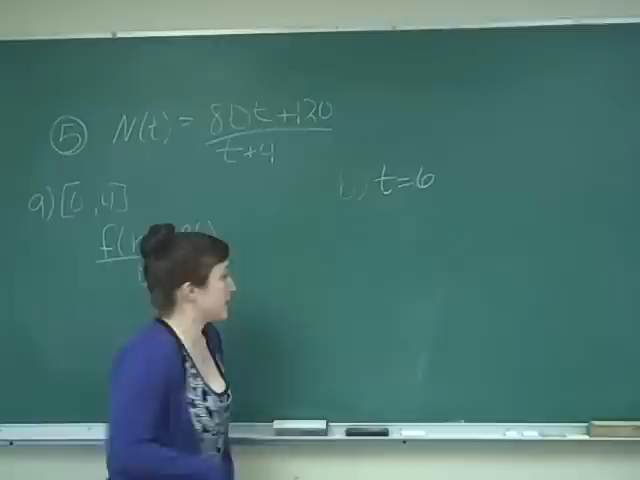 ⑤ N(t) = 80t+120
t+4
a) [0,4]
b) t=6
f(